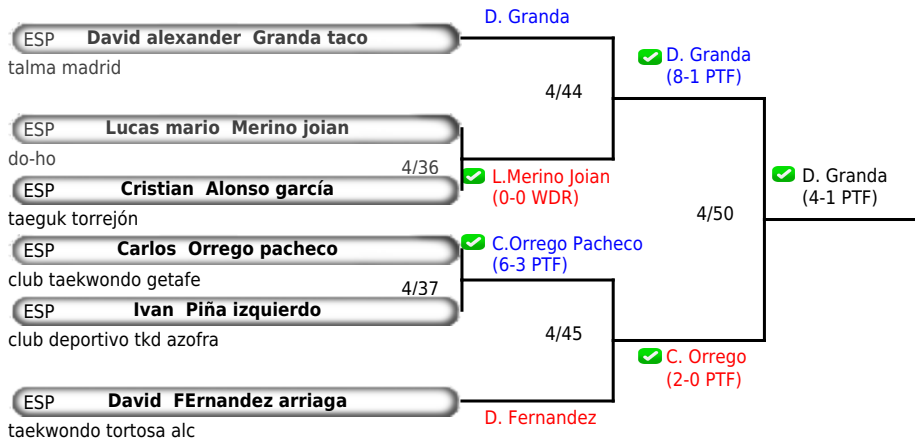 D. Granda
ESP David alexander Granda taco
talma madrid
D. Granda
(8-1 PTF)
4/44
ESP Lucas mario Merino joian
do-ho
4/36
L.Merino Joian
(0-0 WDR)
ESP Cristian Alonso garcía
taeguk torrejón
D. Granda
(4-1 PTF)
4/50
ESP Carlos Orrego pacheco
club taekwondo getafe
C.Orrego Pacheco
(6-3 PTF)
4/37
ESP Ivan Piña izquierdo
club deportivo tkd azofra
4/45
C. Orrego
(2-0 PTF)
ESP David FErnandez arriaga
taekwondo tortosa alc
D. Fernandez